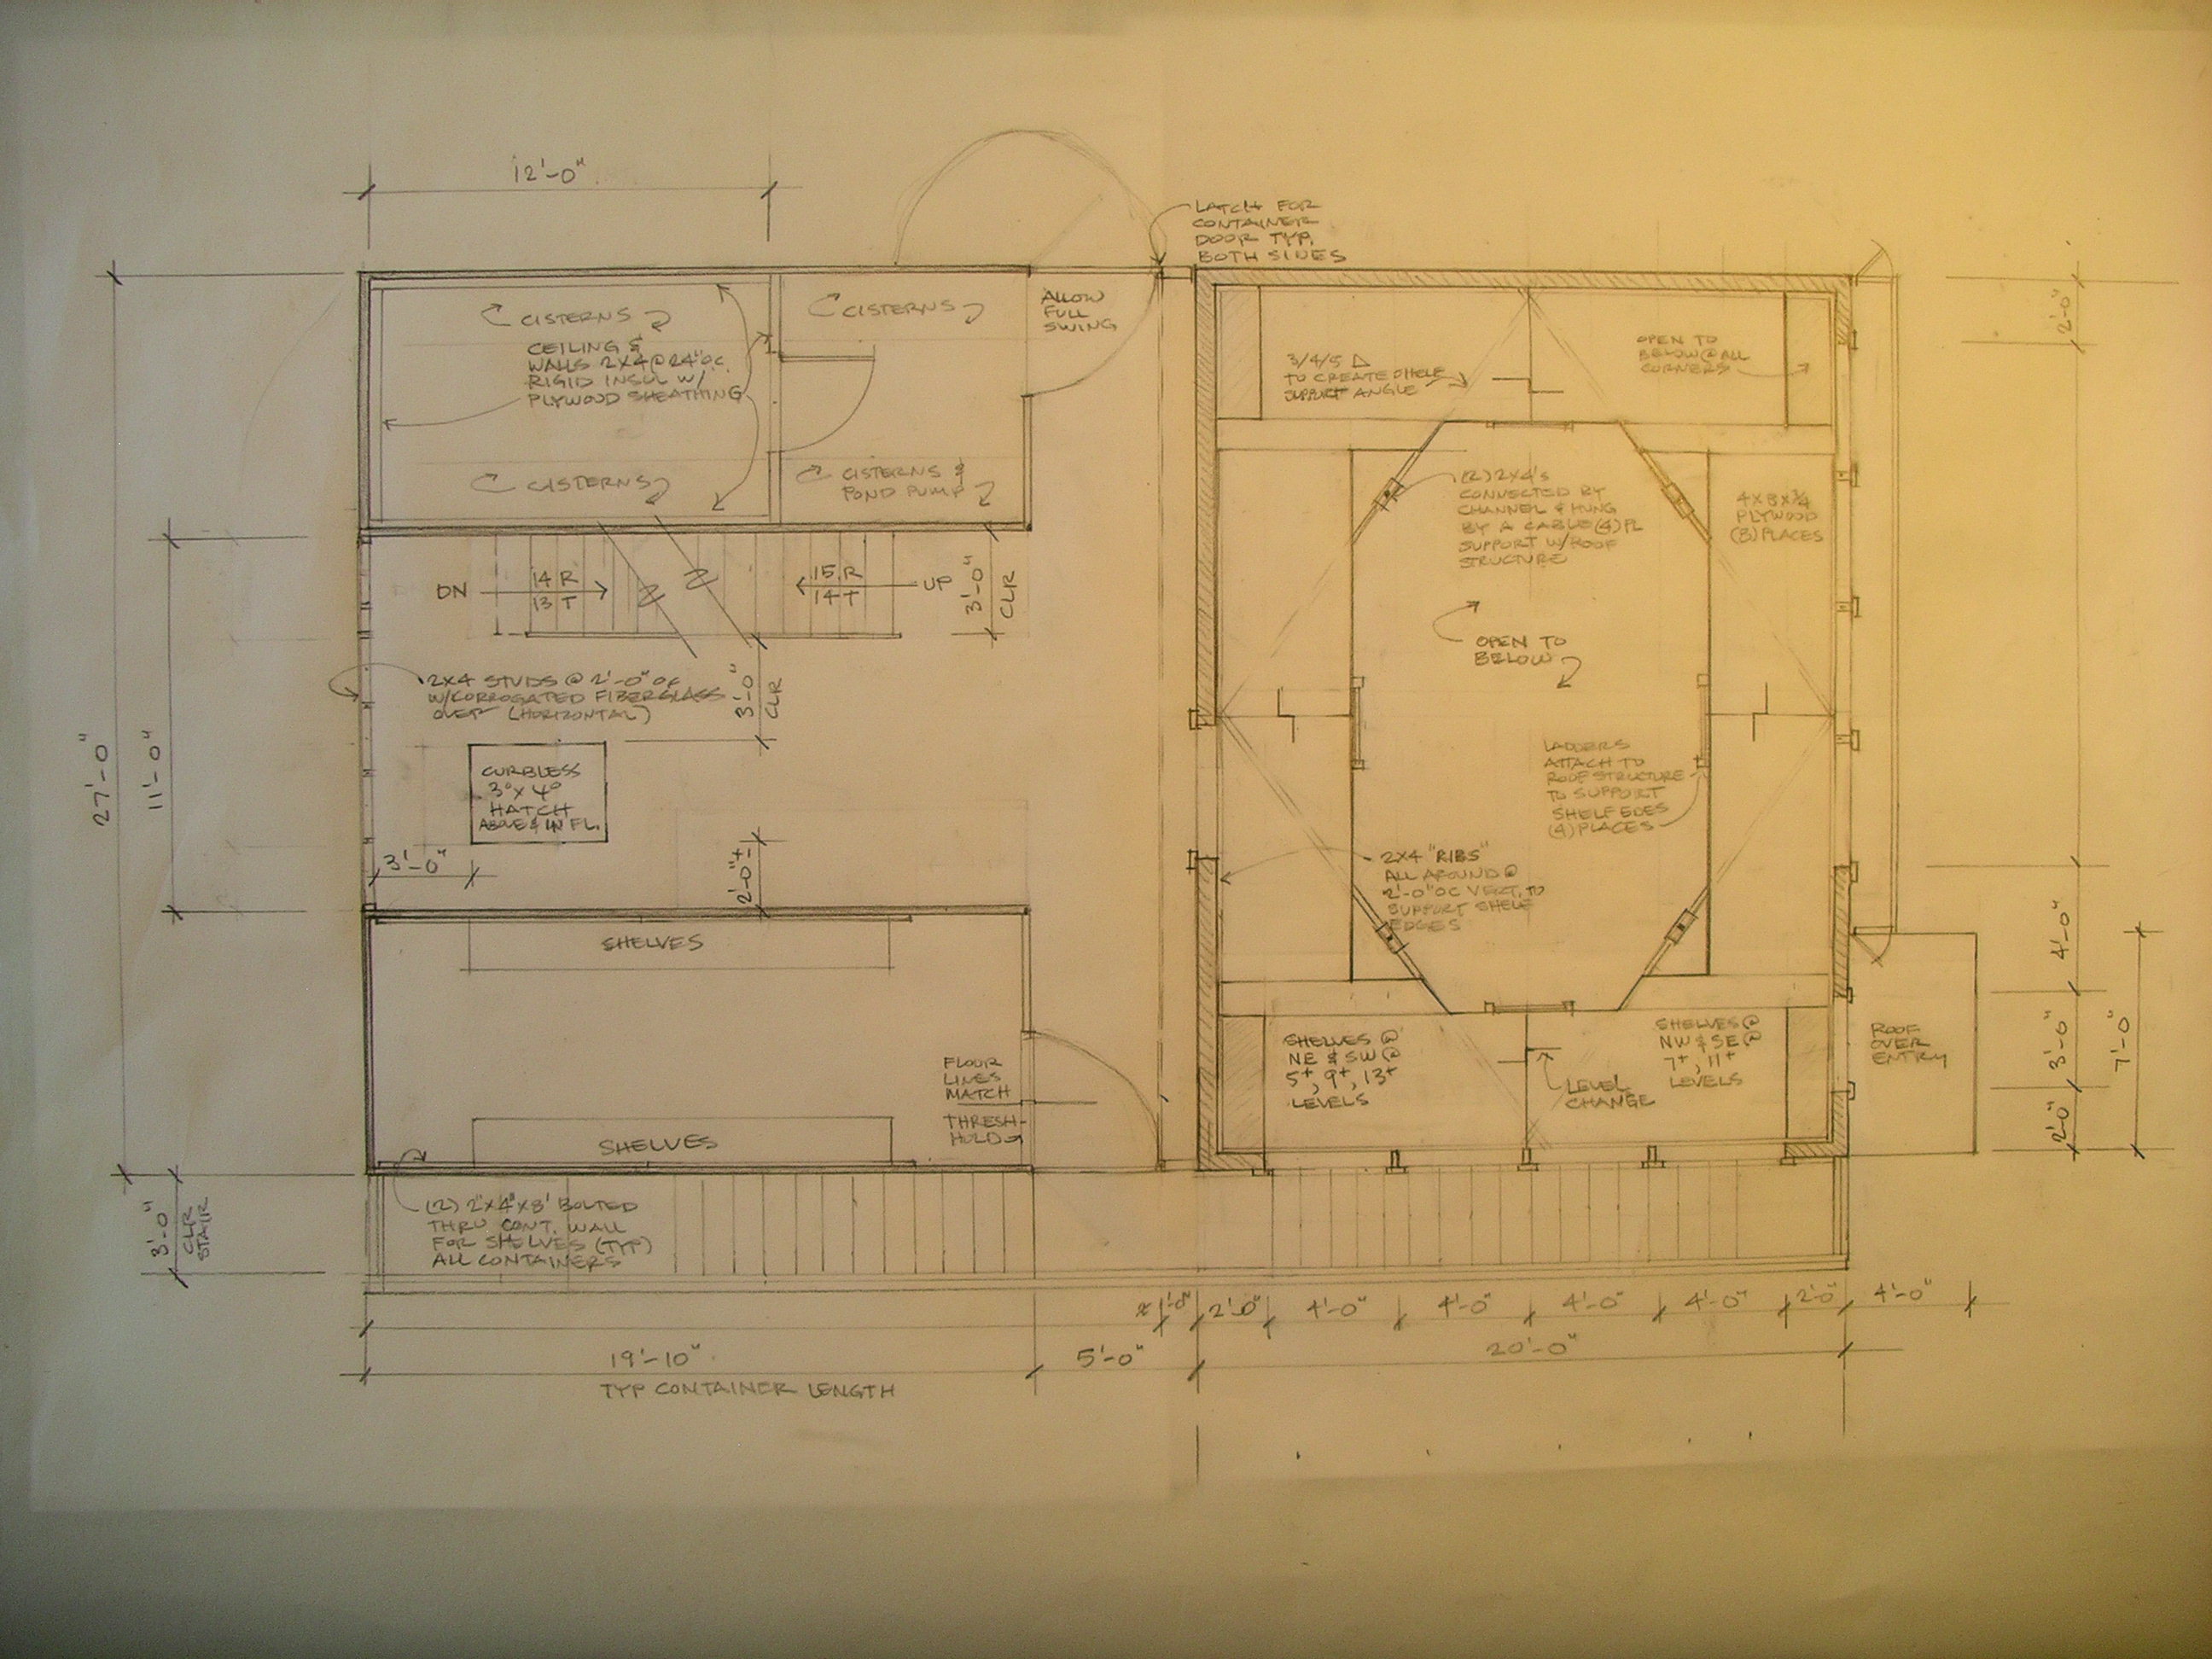 12'-0"
LATCH FOR
CONTAINER
DOOR TYP.
BOTH SIDES
CISTERNS
CEILING &
WALLS 2X4@24"O.C.
RIGID INSUL W/
PLYWOOD SHEATHING
CISTERNS
CISTERNS
CISTERNS &
POND PUMP
ALLOW
FULL
SWING
3/4/5 △
TO CREATE SHELF
SUPPORT ANGLE
OPEN TO
BELOW @ ALL
CORNERS
2'-0"
(2) 2X4's
CONNECTED BY
CHANNEL & HUNG
BY A CABLE (4) PL
SUPPORT W/ROOF
STRUCTURE
4X8X3/4
PLYWOOD
(8) PLACES
DN
14 R
13 T
15 R
14 T
UP
3'-0"
CLR
OPEN TO
BELOW
2X4 STUDS @ 2'-0" OC
W/CORROGATED FIBERGLASS
OVER (HORIZONTAL)
3'-0"
CLR
27'-0"
11'-0"
CURBLESS
3°X 4°
HATCH
ABOVE & IN FL.
3'-0"
2'-0"±
LADDERS
ATTACH TO
ROOF STRUCTURE
TO SUPPORT
SHELF EDES
(4) PLACES
2X4 "RIBS"
ALL AROUND @
2'-0" OC VERT. TO
SUPPORT SHELF
EDGES
SHELVES
SHELVES
FLOUR
LINES
MATCH
THRESH-
HOLD
SHELVES @
NE & SW @
5+, 9+, 13+
LEVELS
SHELVES @
NW & SE @
7+, 11+
LEVELS
LEVEL
CHANGE
ROOF
OVER
ENTRY
4'-0"
3'-0"
2'-0"
7'-0"
3'-0"
CLR
STAIR
(2) 2"X4"X8' BOLTED
THRU CONT. WALL
FOR SHELVES (TYP)
ALL CONTAINERS
± 1'-0"
2'-0"
4'-0"
4'-0"
4'-0"
4'-0"
2'-0"
4'-0"
19'-10"
5'-0"
20'-0"
TYP CONTAINER LENGTH